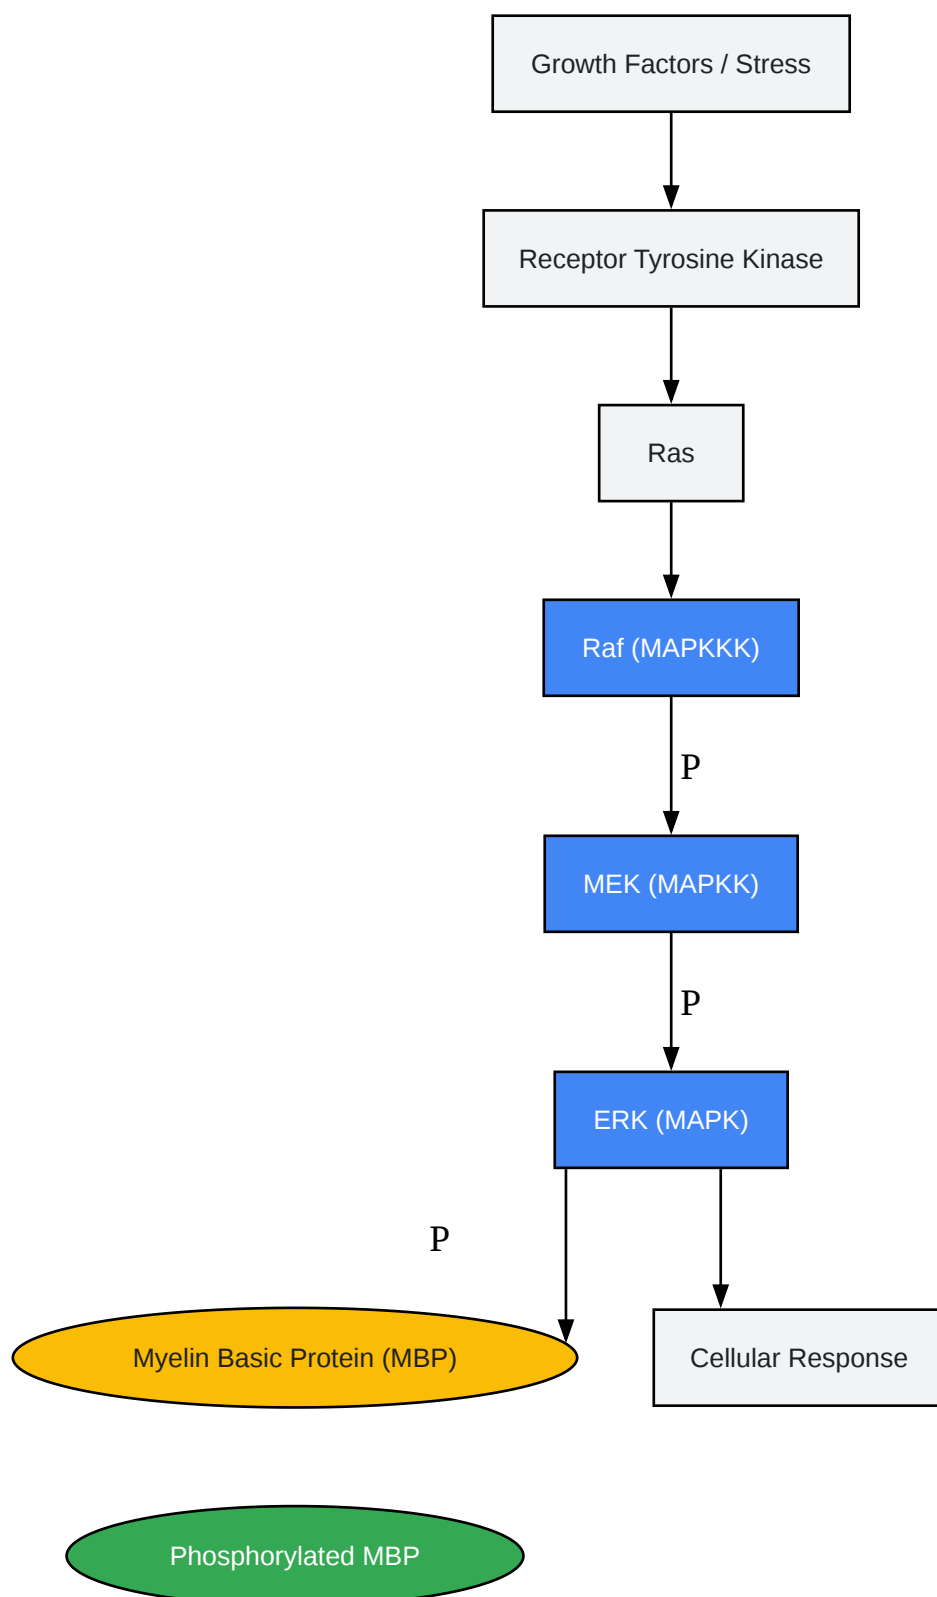 Growth Factors / Stress
Receptor Tyrosine Kinase
Ras
Raf (MAPKKK)
P
MEK (MAPKK)
P
ERK (MAPK)
P
Myelin Basic Protein (MBP)
Cellular Response
Phosphorylated MBP